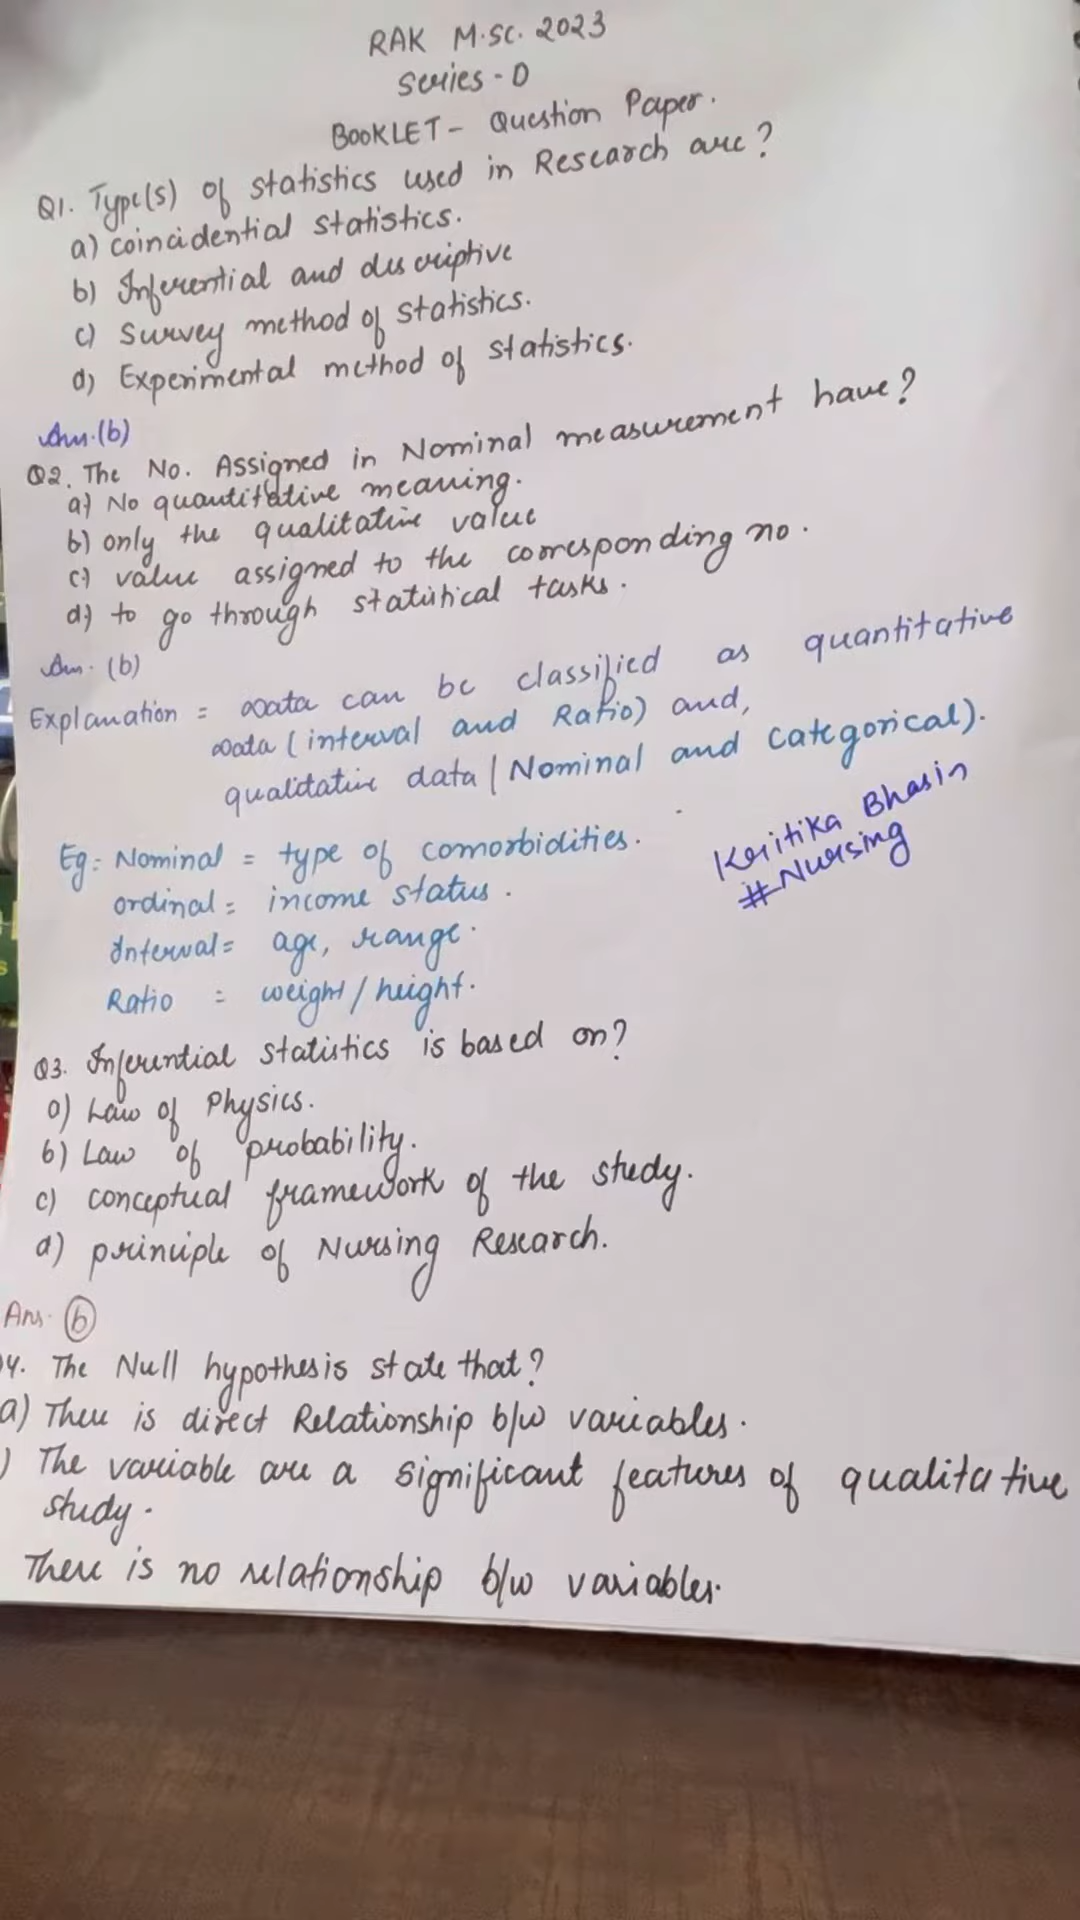 RAK M.SC. 2023
Series - D
BOOKLET - Question Paper.
Q1. Type(s) of statistics used in Research are?
a) coincidential statistics.
b) Inferential and descriptive
c) Survey method of statistics.
d) Experimental method of statistics.
Ans. (b)
Q2. The No. Assigned in Nominal measurement have?
a) No quantitative meaning.
b) only the qualitative value
c) value assigned to the corresponding no.
d) to go through statistical tasks.
Ans. (b)
Explanation = Data can be classified as quantitative
Data (interval and Ratio) and,
qualitative data (Nominal and categorical).
Kritika Bhasin
#Nursing
Eg: Nominal = type of comorbidities.
ordinal = income status.
Interval = age, range.
Ratio = weight/height.
Q3. Inferential statistics is based on?
a) Law of Physics.
b) Law of probability.
c) conceptual framework of the study.
d) principle of Nursing Research.
Ans. (b)
4. The Null hypothesis state that?
a) There is direct Relationship b/w variables.
) The variable are a significant features of qualitative
study.
There is no relationship b/w variables.